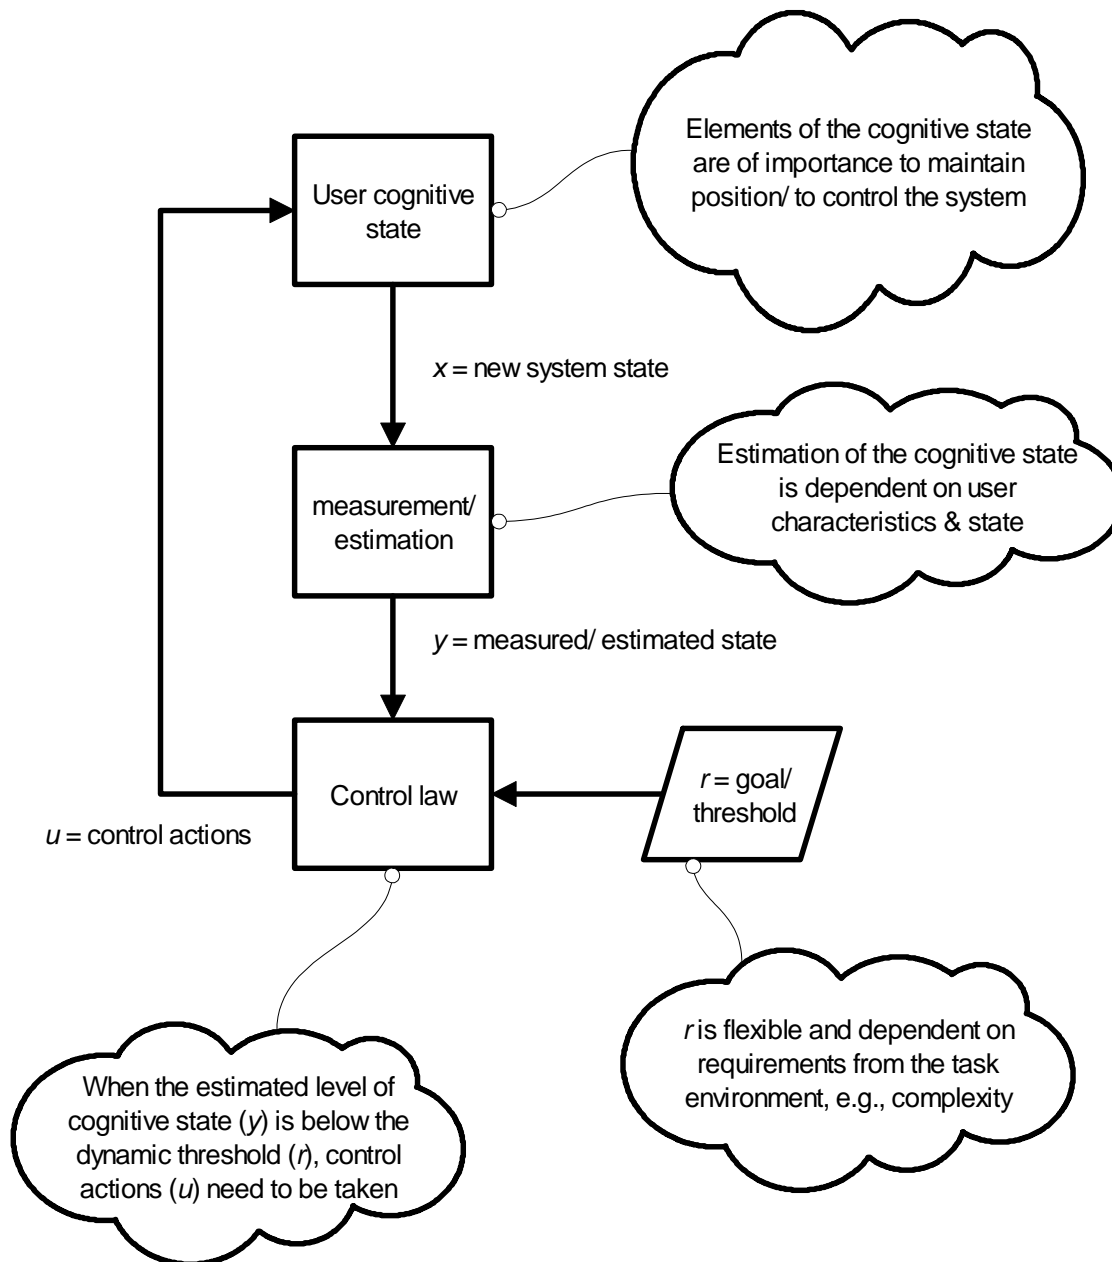 Elements of the cognitive state
are of importance to maintain
position/ to control the system
User cognitive
state
x = new system state
Estimation of the cognitive state
is dependent on user
characteristics & state
measurement/
estimation
y = measured/ estimated state
r = goal/
threshold
Control law
u = control actions
r is flexible and dependent on
requirements from the task
environment, e.g., complexity
When the estimated level of
cognitive state (y) is below the
dynamic threshold (r), control
actions (u) need to be taken